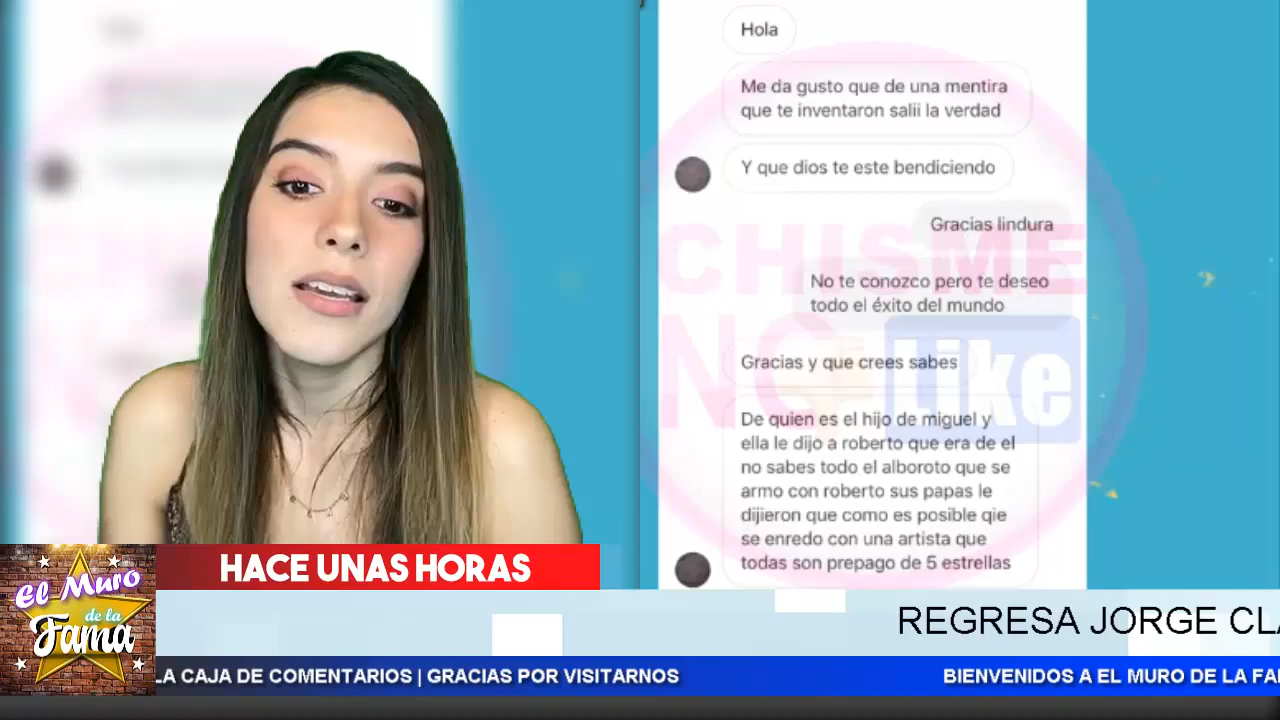 Hola
Me da gusto que de una mentira
que te inventaron salii la verdad
Y que dios te este bendiciendo
Gracias lindura
No te conozco pero te deseo
todo el éxito del mundo
Gracias y que crees sabes
De quien es el hijo de miguel y
ella le dijo a roberto que era de el
no sabes todo el alboroto que se
armo con roberto sus papas le
dijieron que como es posible qie
se enredo con una artista que
todas son prepago de 5 estrellas
CHISME
NO
Like
HACE UNAS HORAS
El Muro
de la
Fama
REGRESA JORGE CLA
LA CAJA DE COMENTARIOS | GRACIAS POR VISITARNOS
BIENVENIDOS A EL MURO DE LA FA